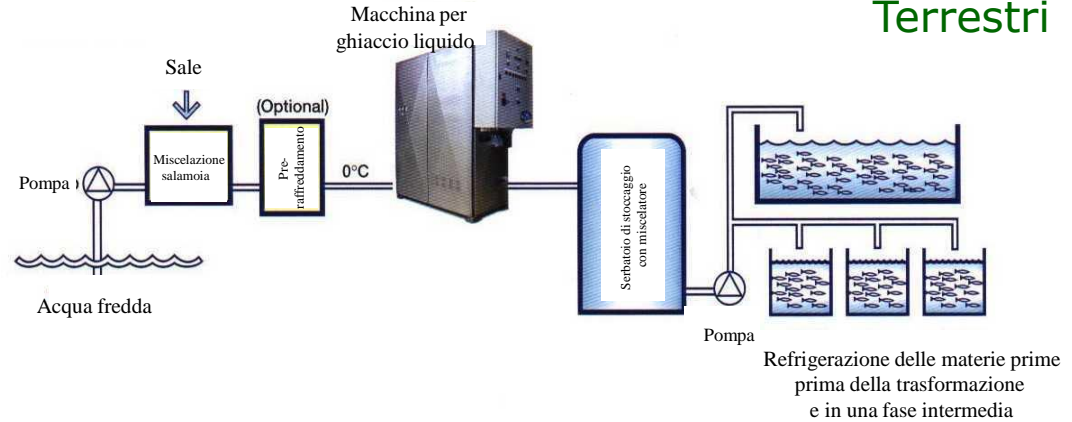 Terrestri
Macchina per
ghiaccio liquido
Sale
(Optional)
Miscelazione
salamoia
Pre-
raffreddamento
0°C
Pompa
Serbatoio di stoccaggio
con miscelatore
Acqua fredda
Pompa
Refrigerazione delle materie prime
prima della trasformazione
e in una fase intermedia